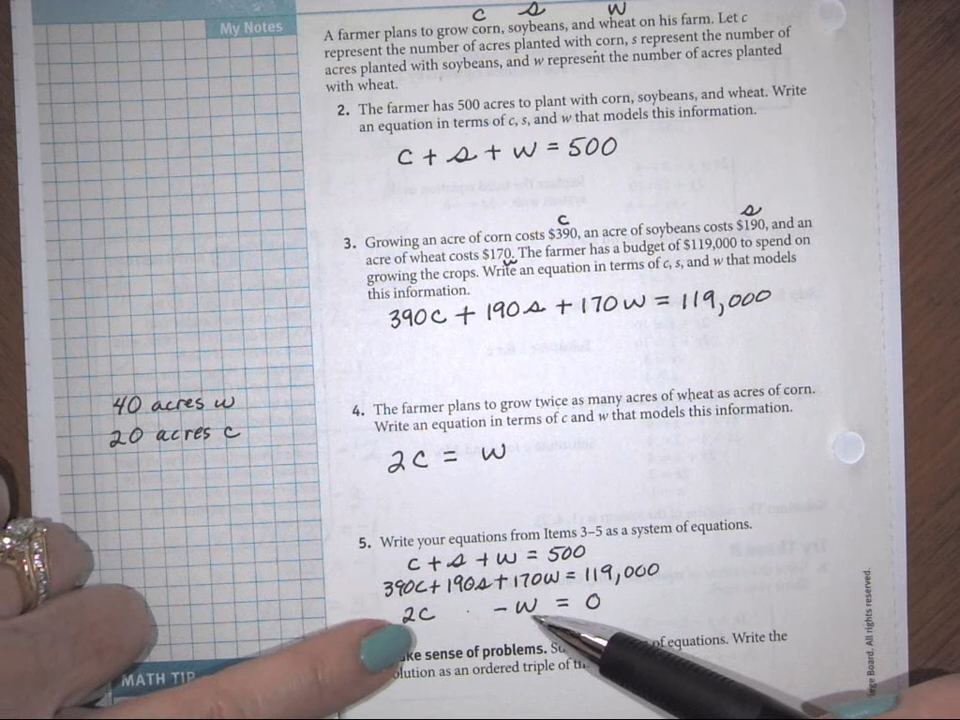 My Notes
c s w
A farmer plans to grow corn, soybeans, and wheat on his farm. Let c
represent the number of acres planted with corn, s represent the number of
acres planted with soybeans, and w represent the number of acres planted
with wheat.
2. The farmer has 500 acres to plant with corn, soybeans, and wheat. Write
an equation in terms of c, s, and w that models this information.
c + s + w = 500
c s
3. Growing an acre of corn costs $390, an acre of soybeans costs $190, and an
acre of wheat costs $170. The farmer has a budget of $119,000 to spend on
w
growing the crops. Write an equation in terms of c, s, and w that models
this information.
390c + 190s + 170w = 119,000
40 acres w
20 acres c
4. The farmer plans to grow twice as many acres of wheat as acres of corn.
Write an equation in terms of c and w that models this information.
2c = w
5. Write your equations from Items 3–5 as a system of equations.
c + s + w = 500
390c + 190s + 170w = 119,000
2c - w = 0
ke sense of problems. of equations. Write the
olution as an ordered triple of
MATH TIP
ege Board. All rights reserved.